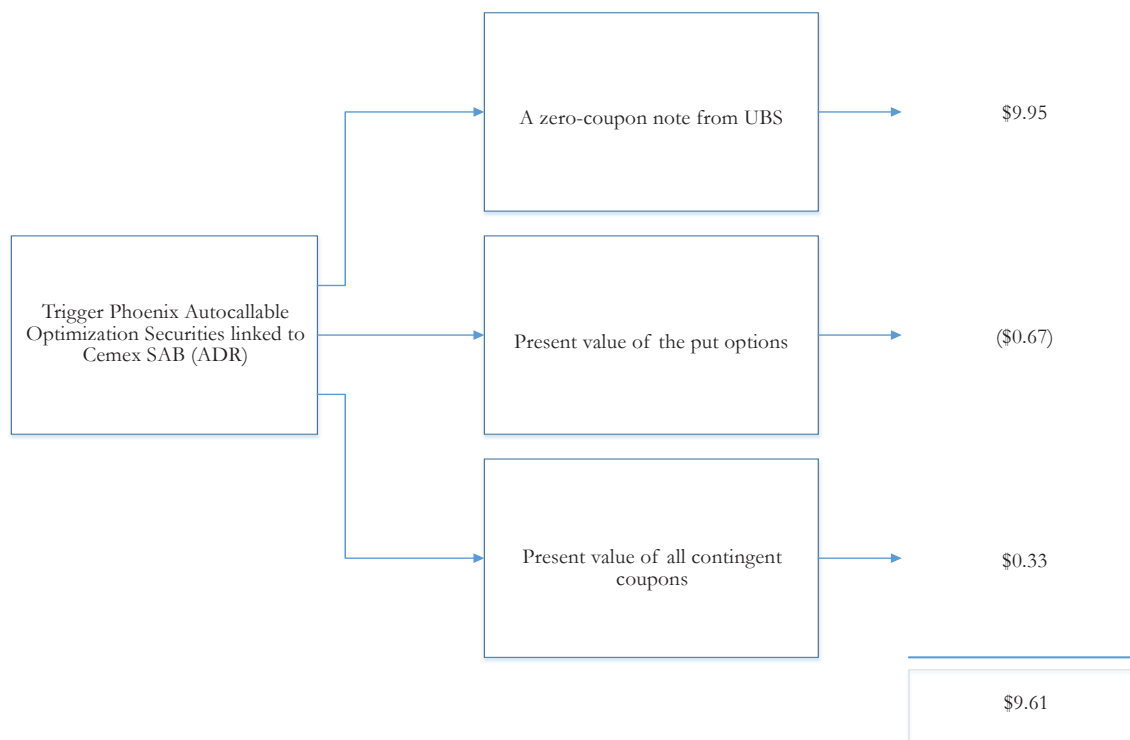 A zero-coupon note from UBS
$9.95
Trigger Phoenix Autocallable
Optimization Securities linked to
Cemex SAB (ADR)
Present value of the put options
($0.67)
Present value of all contingent
coupons
$0.33
$9.61